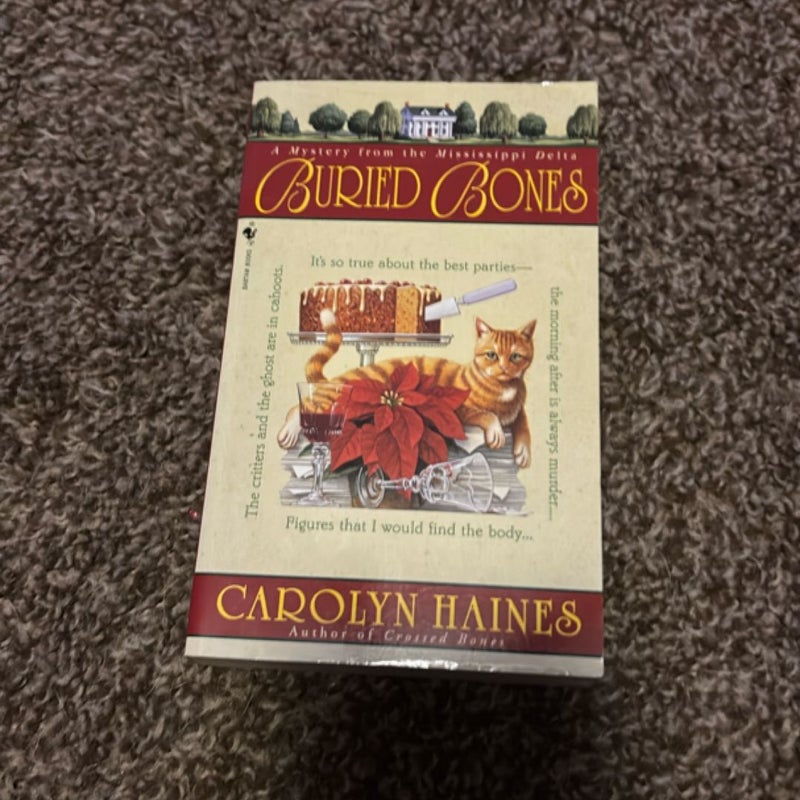 A Mystery from the Mississippi Delta
BURIED BONES
BANTAM BOOKS
It's so true about the best parties—
the morning after is always murder....
Figures that I would find the body...
The critters and the ghost are in cahoots.
CAROLYN HAINES
Author of Crossed Bones